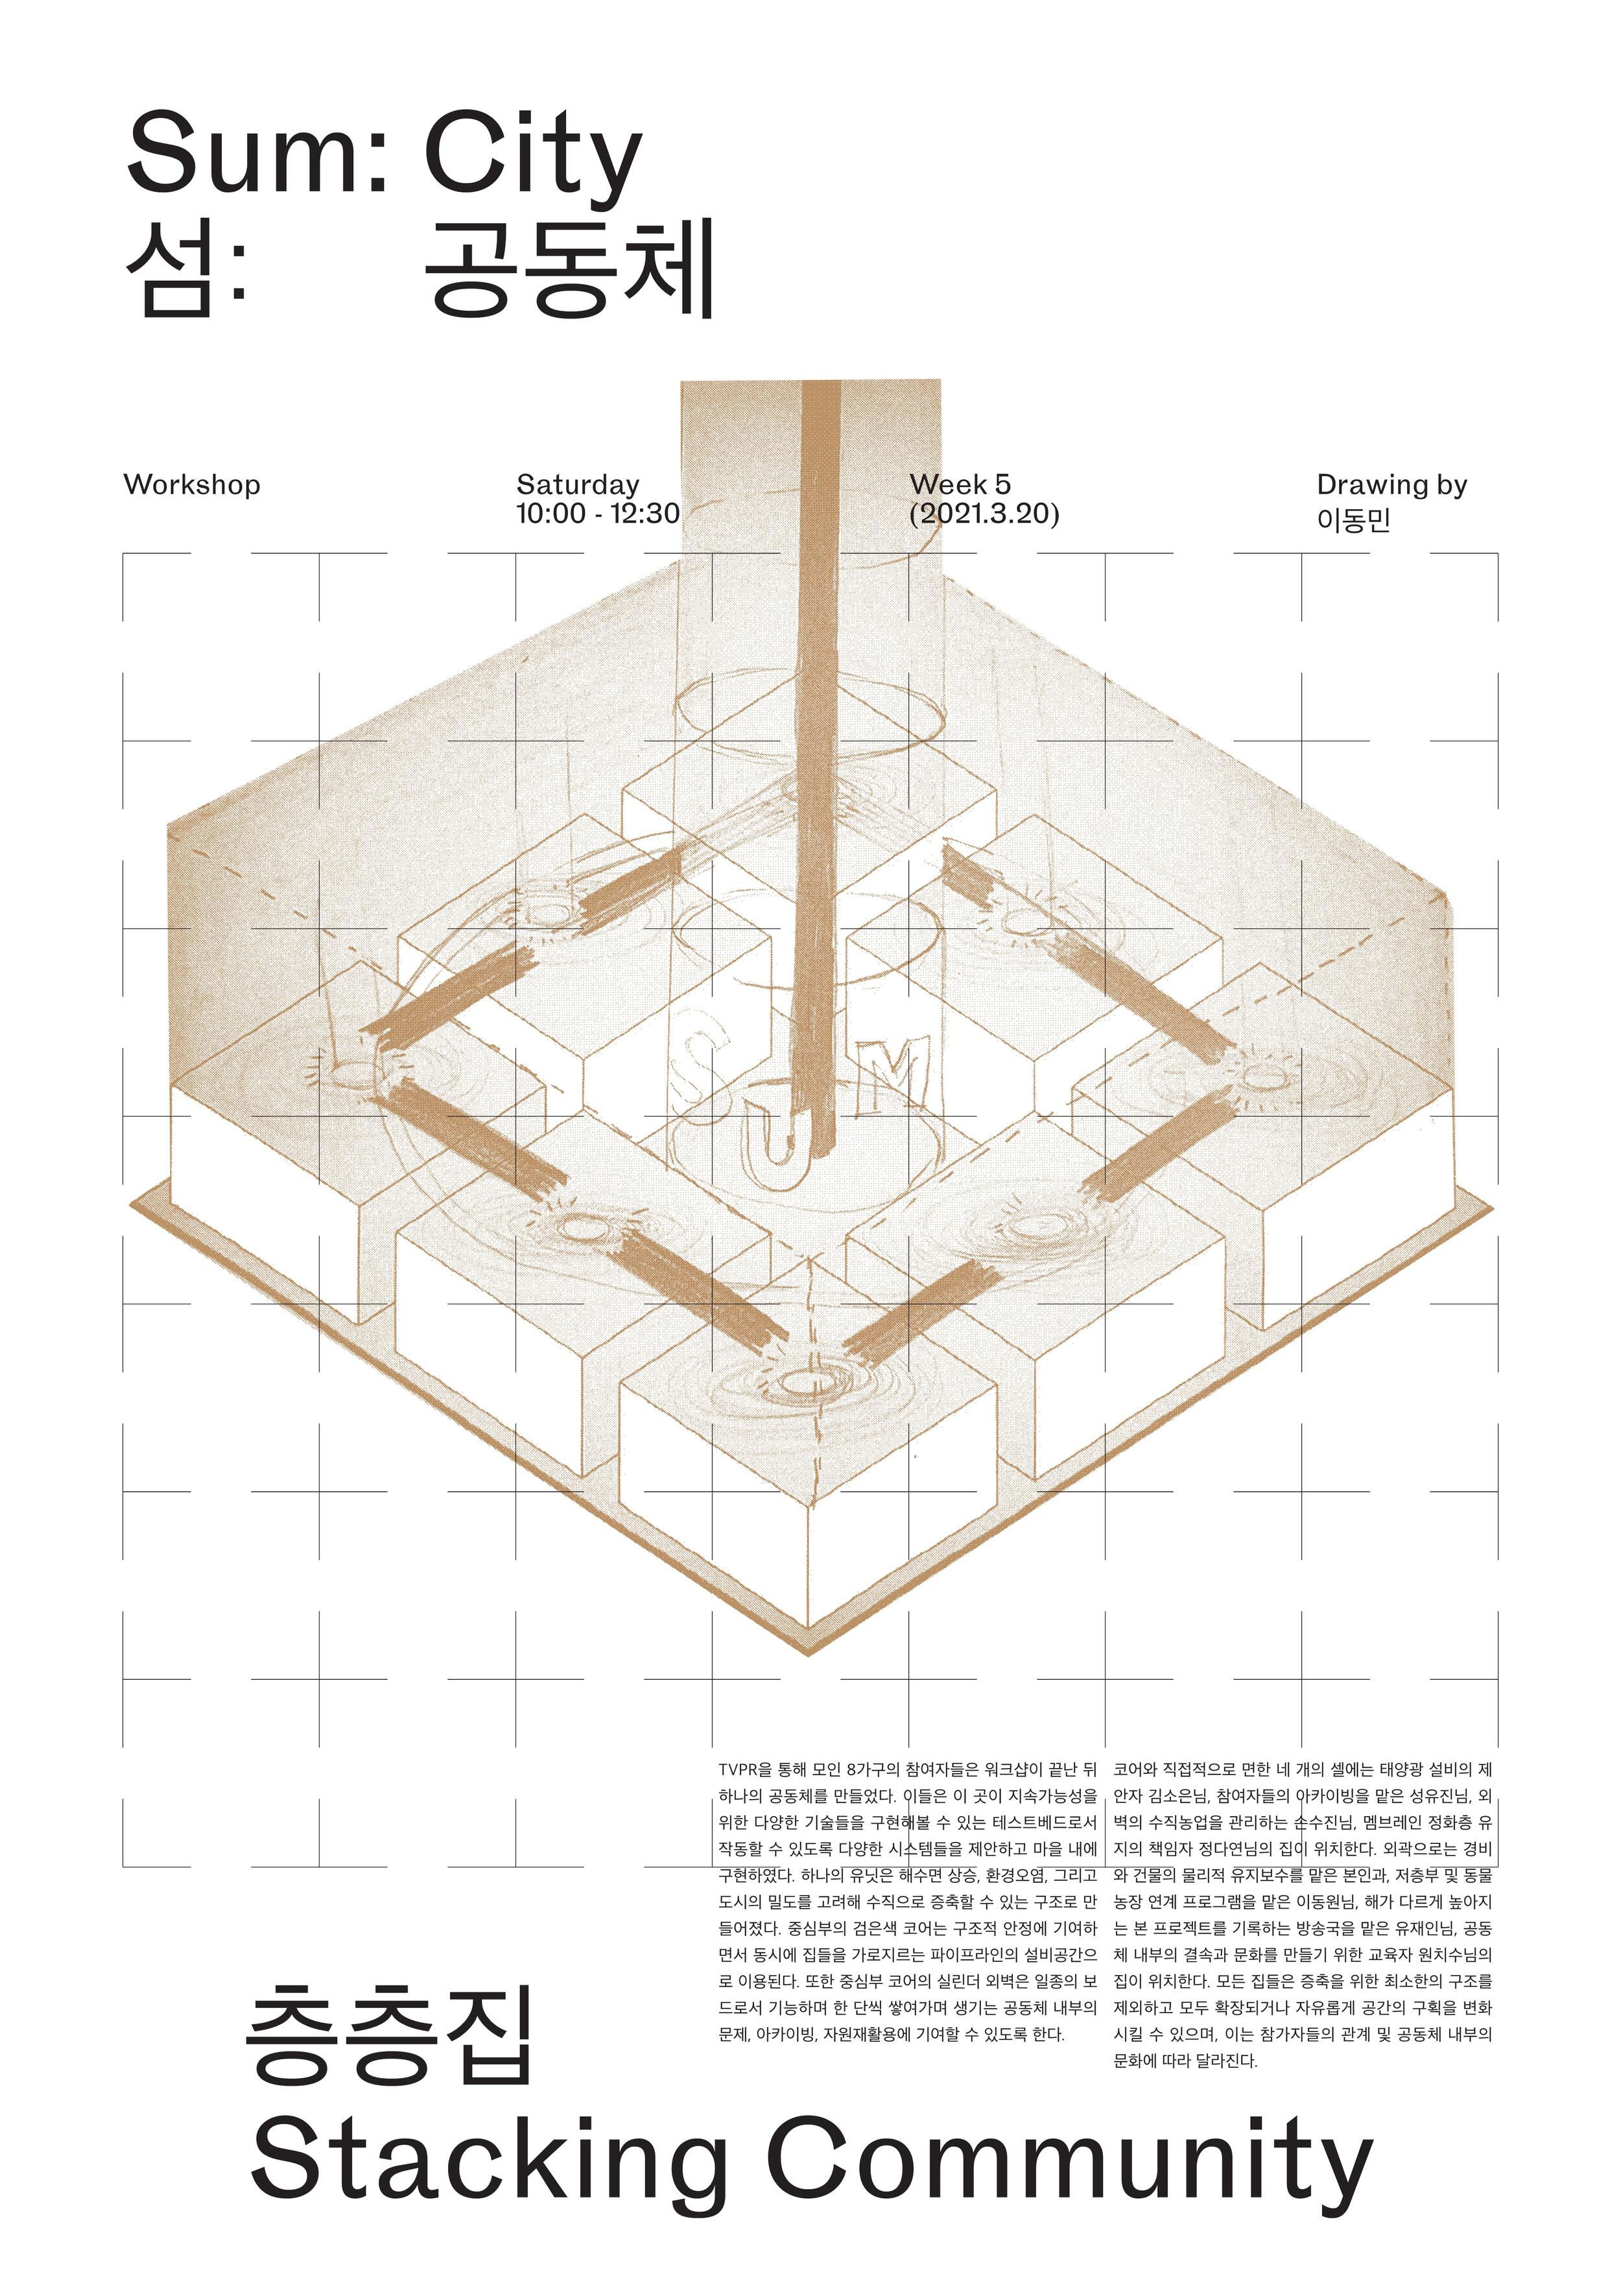 Sum: City
섬: 공동체
Workshop
Saturday
10:00 - 12:30
Week 5
(2021.3.20)
Drawing by
이동민
S U M
TVPR을 통해 모인 8가구의 참여자들은 워크샵이 끝난 뒤
하나의 공동체를 만들었다. 이들은 이 곳이 지속가능성을
위한 다양한 기술들을 구현해볼 수 있는 테스트베드로서
작동할 수 있도록 다양한 시스템들을 제안하고 마을 내에
구현하였다. 하나의 유닛은 해수면 상승, 환경오염, 그리고
도시의 밀도를 고려해 수직으로 증축할 수 있는 구조로 만
들어졌다. 중심부의 검은색 코어는 구조적 안정에 기여하
면서 동시에 집들을 가로지르는 파이프라인의 설비공간으
로 이용된다. 또한 중심부 코어의 실린더 외벽은 일종의 보
드로서 기능하며 한 단씩 쌓여가며 생기는 공동체 내부의
문제, 아카이빙, 자원재활용에 기여할 수 있도록 한다.
코어와 직접적으로 면한 네 개의 셀에는 태양광 설비의 제
안자 김소은님, 참여자들의 아카이빙을 맡은 성유진님, 외
벽의 수직농업을 관리하는 손수진님, 멤브레인 정화층 유
지의 책임자 정다연님의 집이 위치한다. 외곽으로는 경비
와 건물의 물리적 유지보수를 맡은 본인과, 저층부 및 동물
농장 연계 프로그램을 맡은 이동원님, 해가 다르게 높아지
는 본 프로젝트를 기록하는 방송국을 맡은 유재인님, 공동
체 내부의 결속과 문화를 만들기 위한 교육자 원치수님의
집이 위치한다. 모든 집들은 증축을 위한 최소한의 구조를
제외하고 모두 확장되거나 자유롭게 공간의 구획을 변화
시킬 수 있으며, 이는 참가자들의 관계 및 공동체 내부의
문화에 따라 달라진다.
층층집
Stacking Community